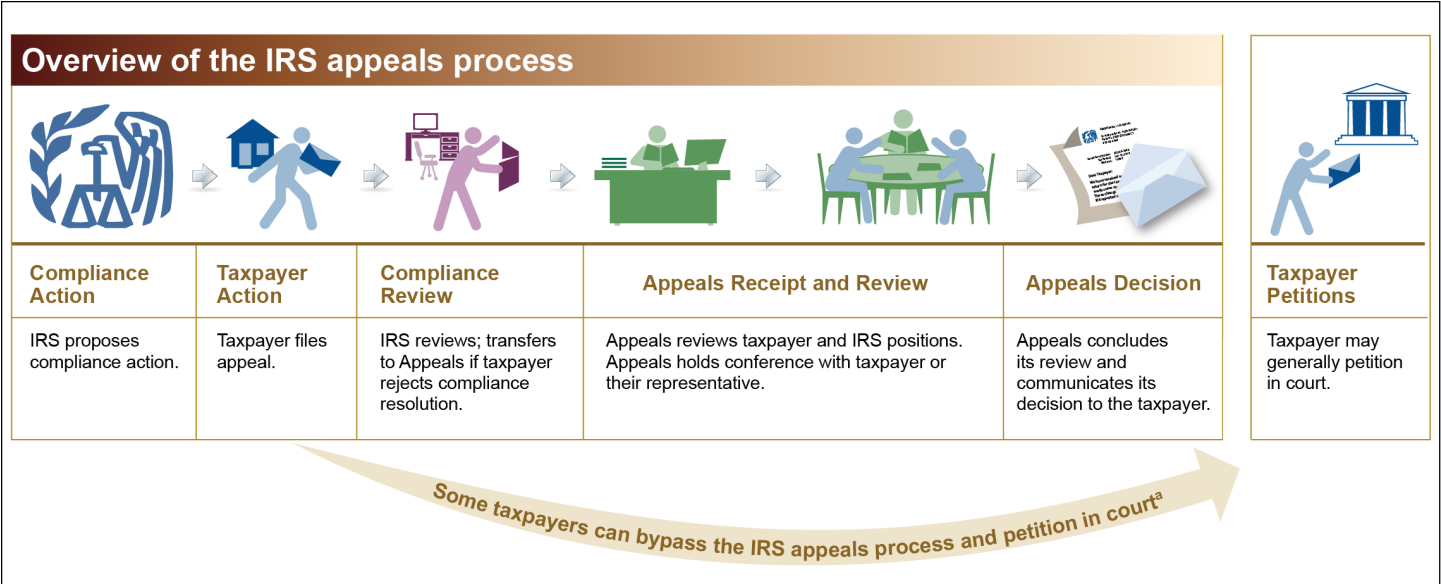 Overview of the IRS appeals process
Compliance
Action
Taxpayer
Action
Compliance
Review
Appeals Receipt and Review
Appeals Decision
Taxpayer
Petitions
IRS proposes
compliance action.
Taxpayer files
appeal.
IRS reviews; transfers
to Appeals if taxpayer
rejects compliance
resolution.
Appeals reviews taxpayer and IRS positions.
Appeals holds conference with taxpayer or
their representative.
Appeals concludes
its review and
communicates its
decision to the taxpayer.
Taxpayer may
generally petition
in court.
Some taxpayers can bypass the IRS appeals process and petition in courtᵃ
Dear Taxpayer: